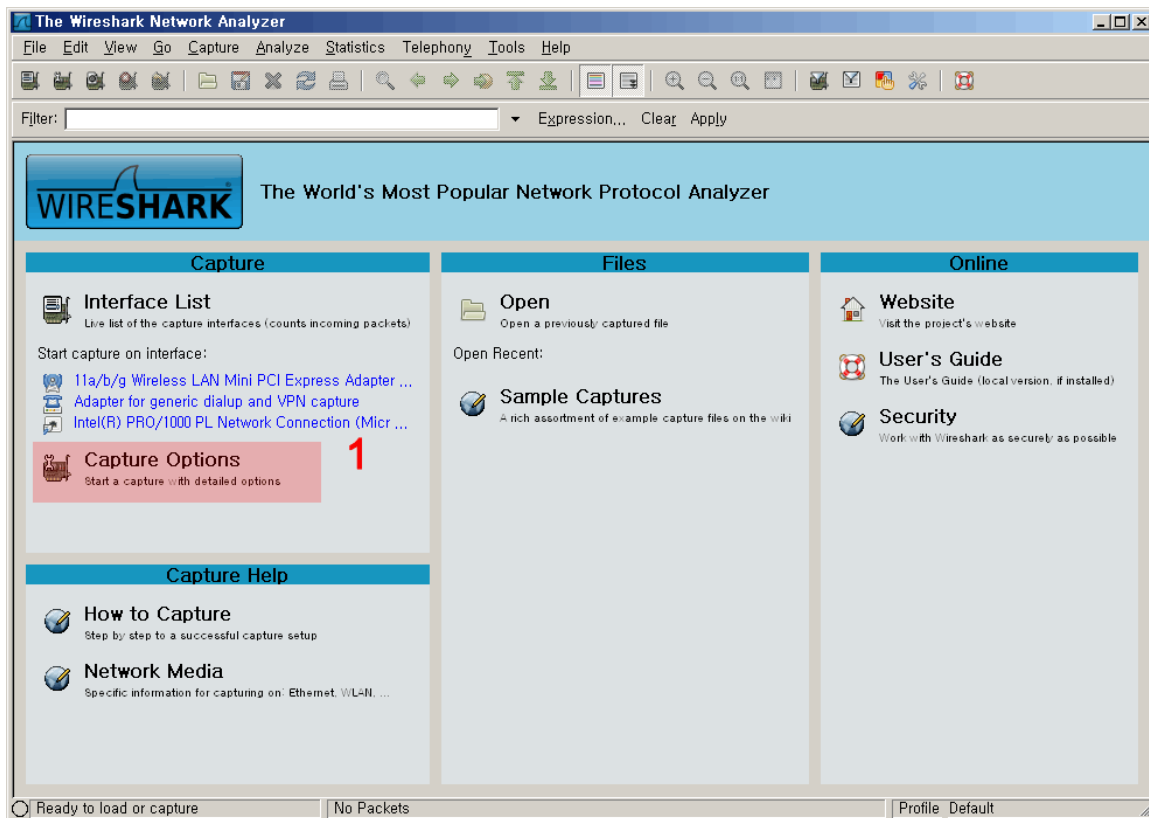 The Wireshark Network Analyzer
File Edit View Go Capture Analyze Statistics Telephony Tools Help
Filter: Expression... Clear Apply
WIRESHARK
The World's Most Popular Network Protocol Analyzer
Capture
Interface List
Live list of the capture interfaces (counts incoming packets)
Start capture on interface:
11a/b/g Wireless LAN Mini PCI Express Adapter ...
Adapter for generic dialup and VPN capture
Intel(R) PRO/1000 PL Network Connection (Micr ...
Capture Options
Start a capture with detailed options
1
Capture Help
How to Capture
Step by step to a successful capture setup
Network Media
Specific information for capturing on: Ethernet, WLAN, ...
Files
Open
Open a previously captured file
Open Recent:
Sample Captures
A rich assortment of example capture files on the wiki
Online
Website
Visit the project's website
User's Guide
The User's Guide (local version, if installed)
Security
Work with Wireshark as securely as possible
Ready to load or capture
No Packets
Profile Default